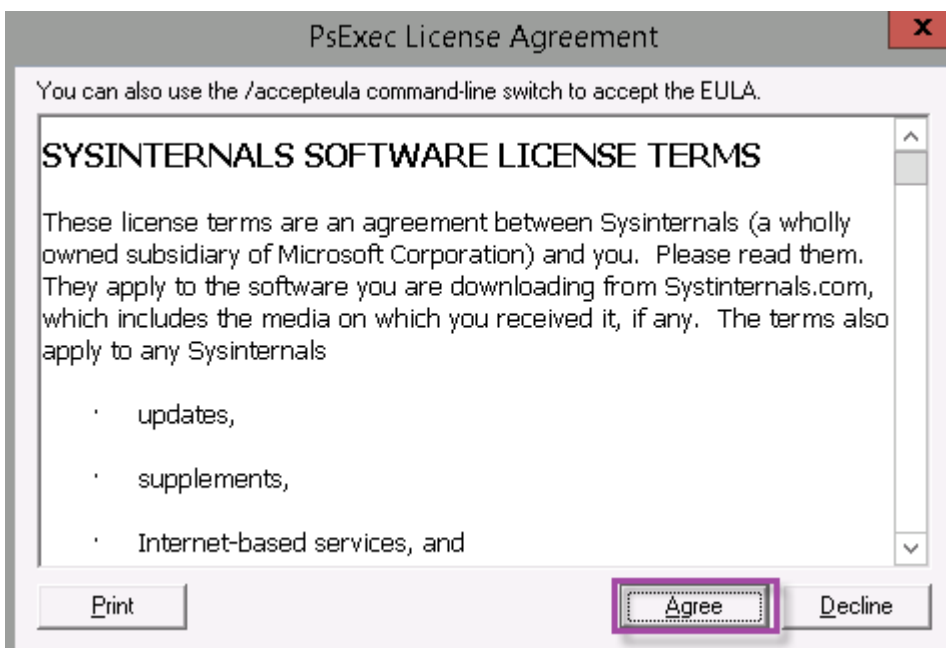 PsExec License Agreement
x
You can also use the /accepteula command-line switch to accept the EULA.
SYSINTERNALS SOFTWARE LICENSE TERMS
These license terms are an agreement between Sysinternals (a wholly
owned subsidiary of Microsoft Corporation) and you.  Please read them.
They apply to the software you are downloading from Systinternals.com,
which includes the media on which you received it, if any.  The terms also
apply to any Sysinternals
· updates,
· supplements,
· Internet-based services, and
Print Agree Decline